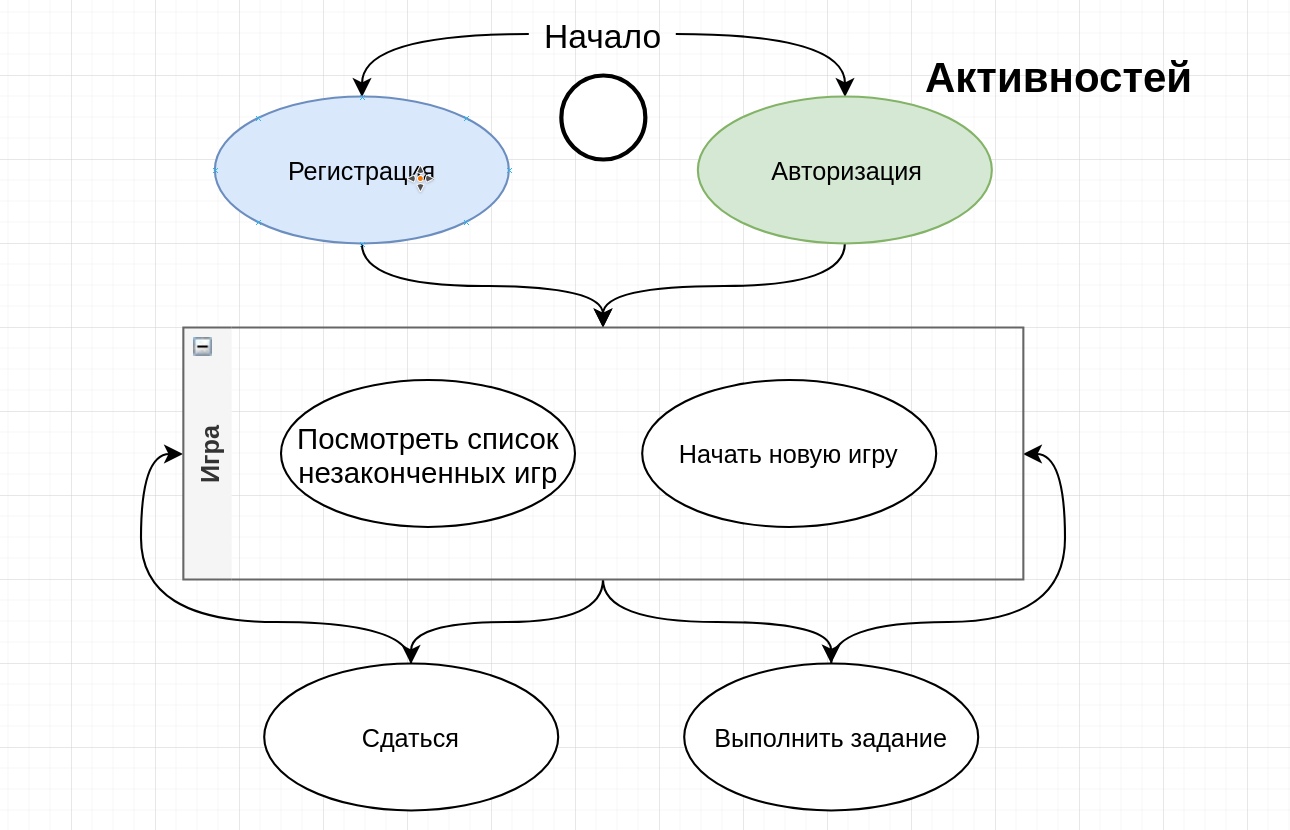 Начало
Активностей
Регистрация
Авторизация
Игра
Посмотреть список
незаконченных игр
Начать новую игру
Сдаться
Выполнить задание